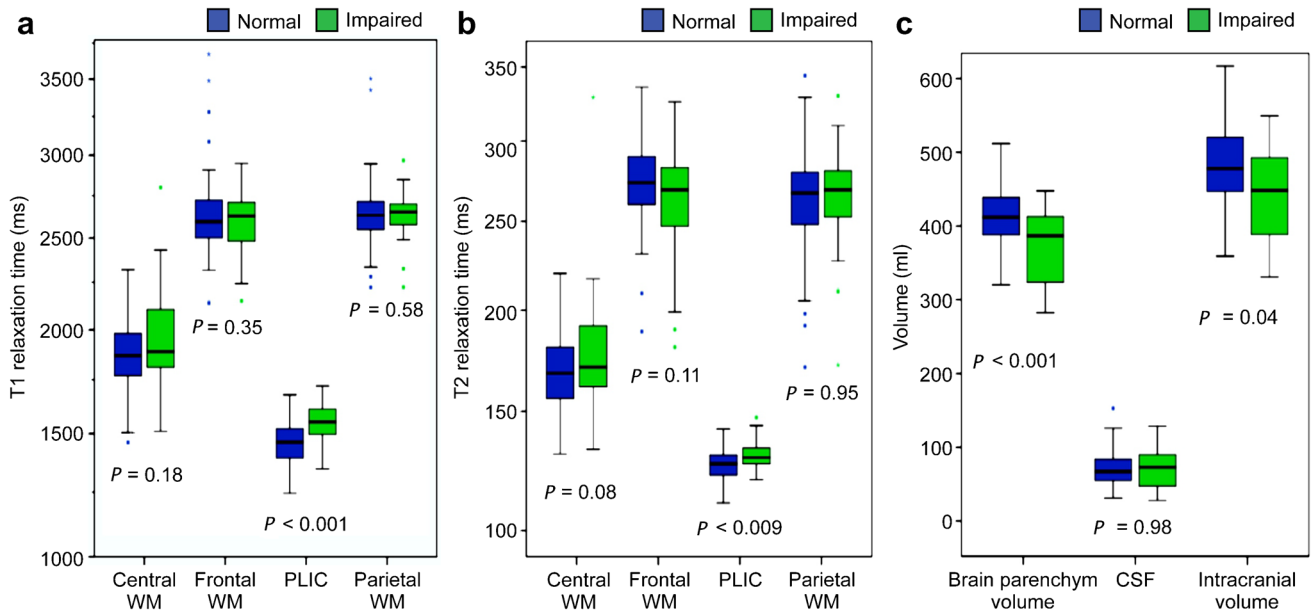 a
Normal Impaired
T1 relaxation time (ms)
3500
3000
2500
2000
1500
1000
P = 0.18
P = 0.35
P < 0.001
P = 0.58
Central WM
Frontal WM
PLIC
Parietal WM
b
Normal Impaired
T2 relaxation time (ms)
350
300
250
200
150
100
P = 0.08
P = 0.11
P < 0.009
P = 0.95
Central WM
Frontal WM
PLIC
Parietal WM
c
Normal Impaired
Volume (ml)
600
500
400
300
200
100
0
P < 0.001
P = 0.98
P = 0.04
Brain parenchym volume
CSF
Intracranial volume